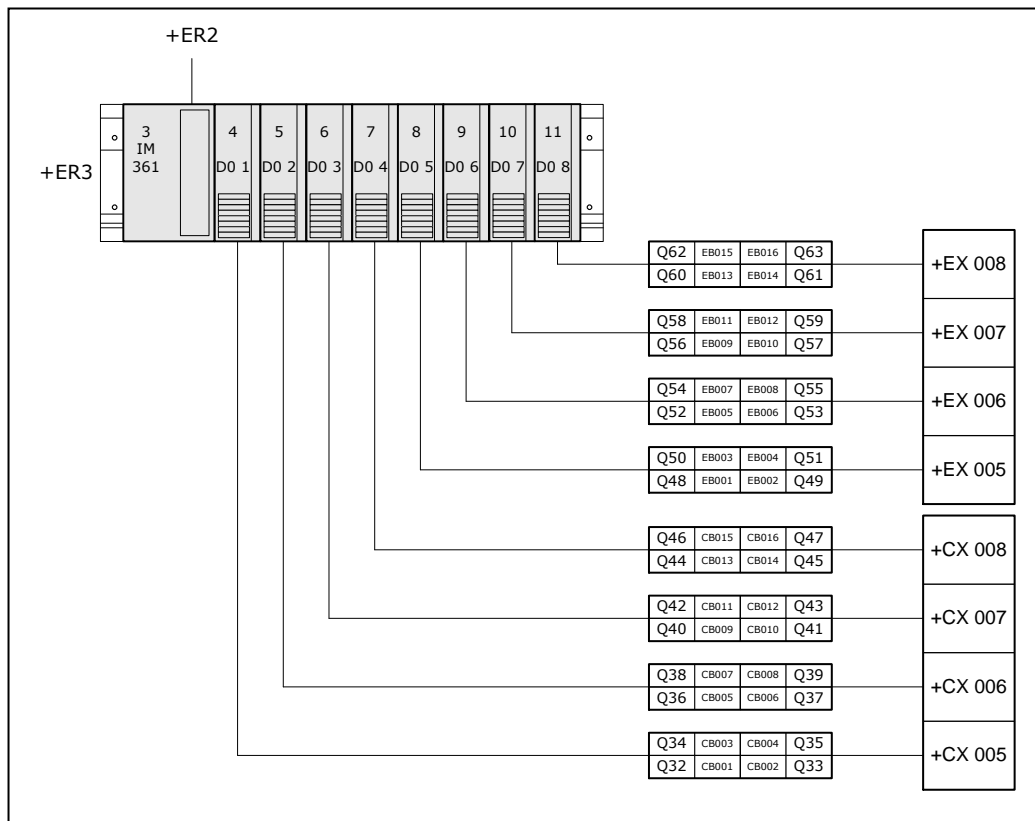 +ER2
+ER3
3 4 5 6 7 8 9 10 11
IM
361 D0 1 D0 2 D0 3 D0 4 D0 5 D0 6 D0 7 D0 8
Q62 EB015 EB016 Q63
Q60 EB013 EB014 Q61
+EX 008
Q58 EB011 EB012 Q59
Q56 EB009 EB010 Q57
+EX 007
Q54 EB007 EB008 Q55
Q52 EB005 EB006 Q53
+EX 006
Q50 EB003 EB004 Q51
Q48 EB001 EB002 Q49
+EX 005
Q46 CB015 CB016 Q47
Q44 CB013 CB014 Q45
+CX 008
Q42 CB011 CB012 Q43
Q40 CB009 CB010 Q41
+CX 007
Q38 CB007 CB008 Q39
Q36 CB005 CB006 Q37
+CX 006
Q34 CB003 CB004 Q35
Q32 CB001 CB002 Q33
+CX 005